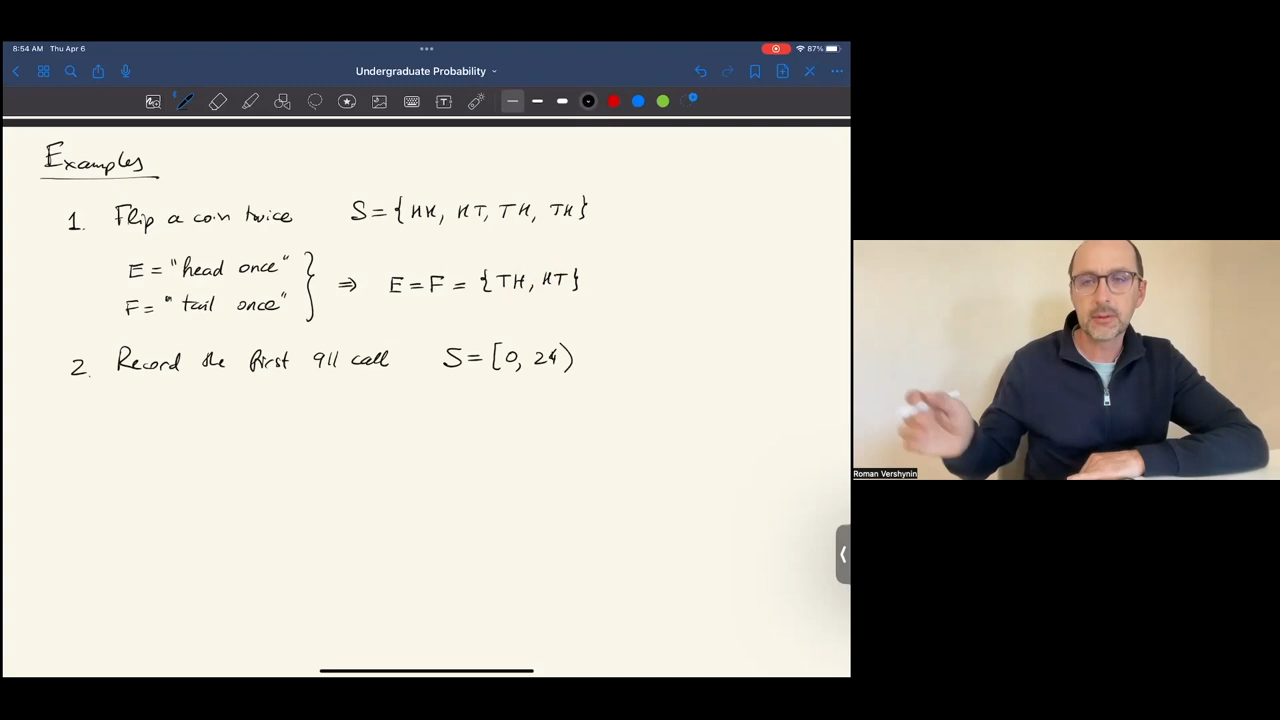 8:54 AM Thu Apr 6
87%
Undergraduate Probability
Examples
1. Flip a coin twice S = {HH, HT, TH, TH}
E = "head once"
F = "tail once"
⇒ E = F = {TH, HT}
2. Record the first 911 call S = [0, 24)
Roman Vershynin